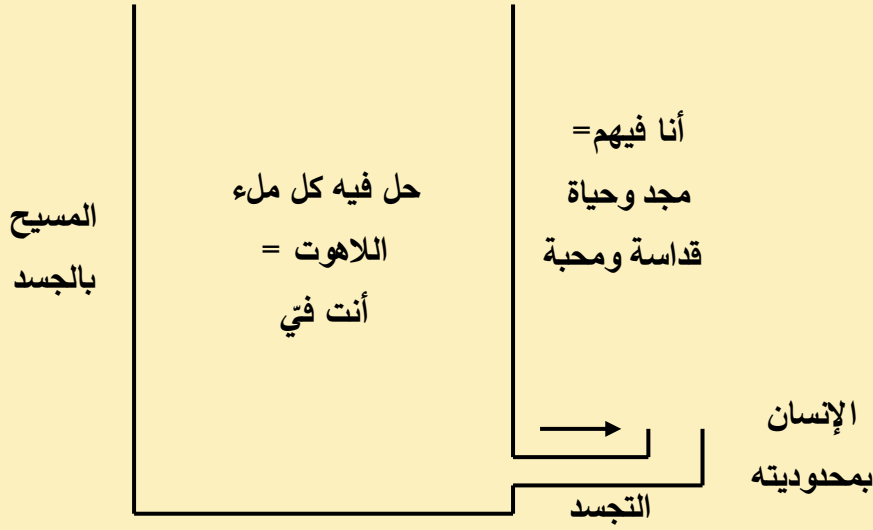 أنا فيهم=
مجد وحياة
قداسة ومحبة
حل فيه كل ملء
اللاهوت =
أنت فيّ
المسيح
بالجسد
الإنسان
بمحدوديته
التجسد